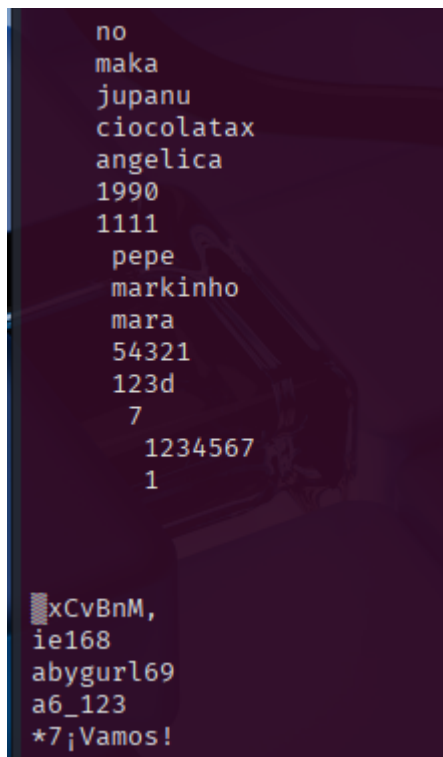 no
maka
jupanu
ciocolatax
angelica
1990
1111
pepe
markinho
mara
54321
123d
7
1234567
1
xCvBnM,
ie168
abygurl69
a6_123
*7¡Vamos!